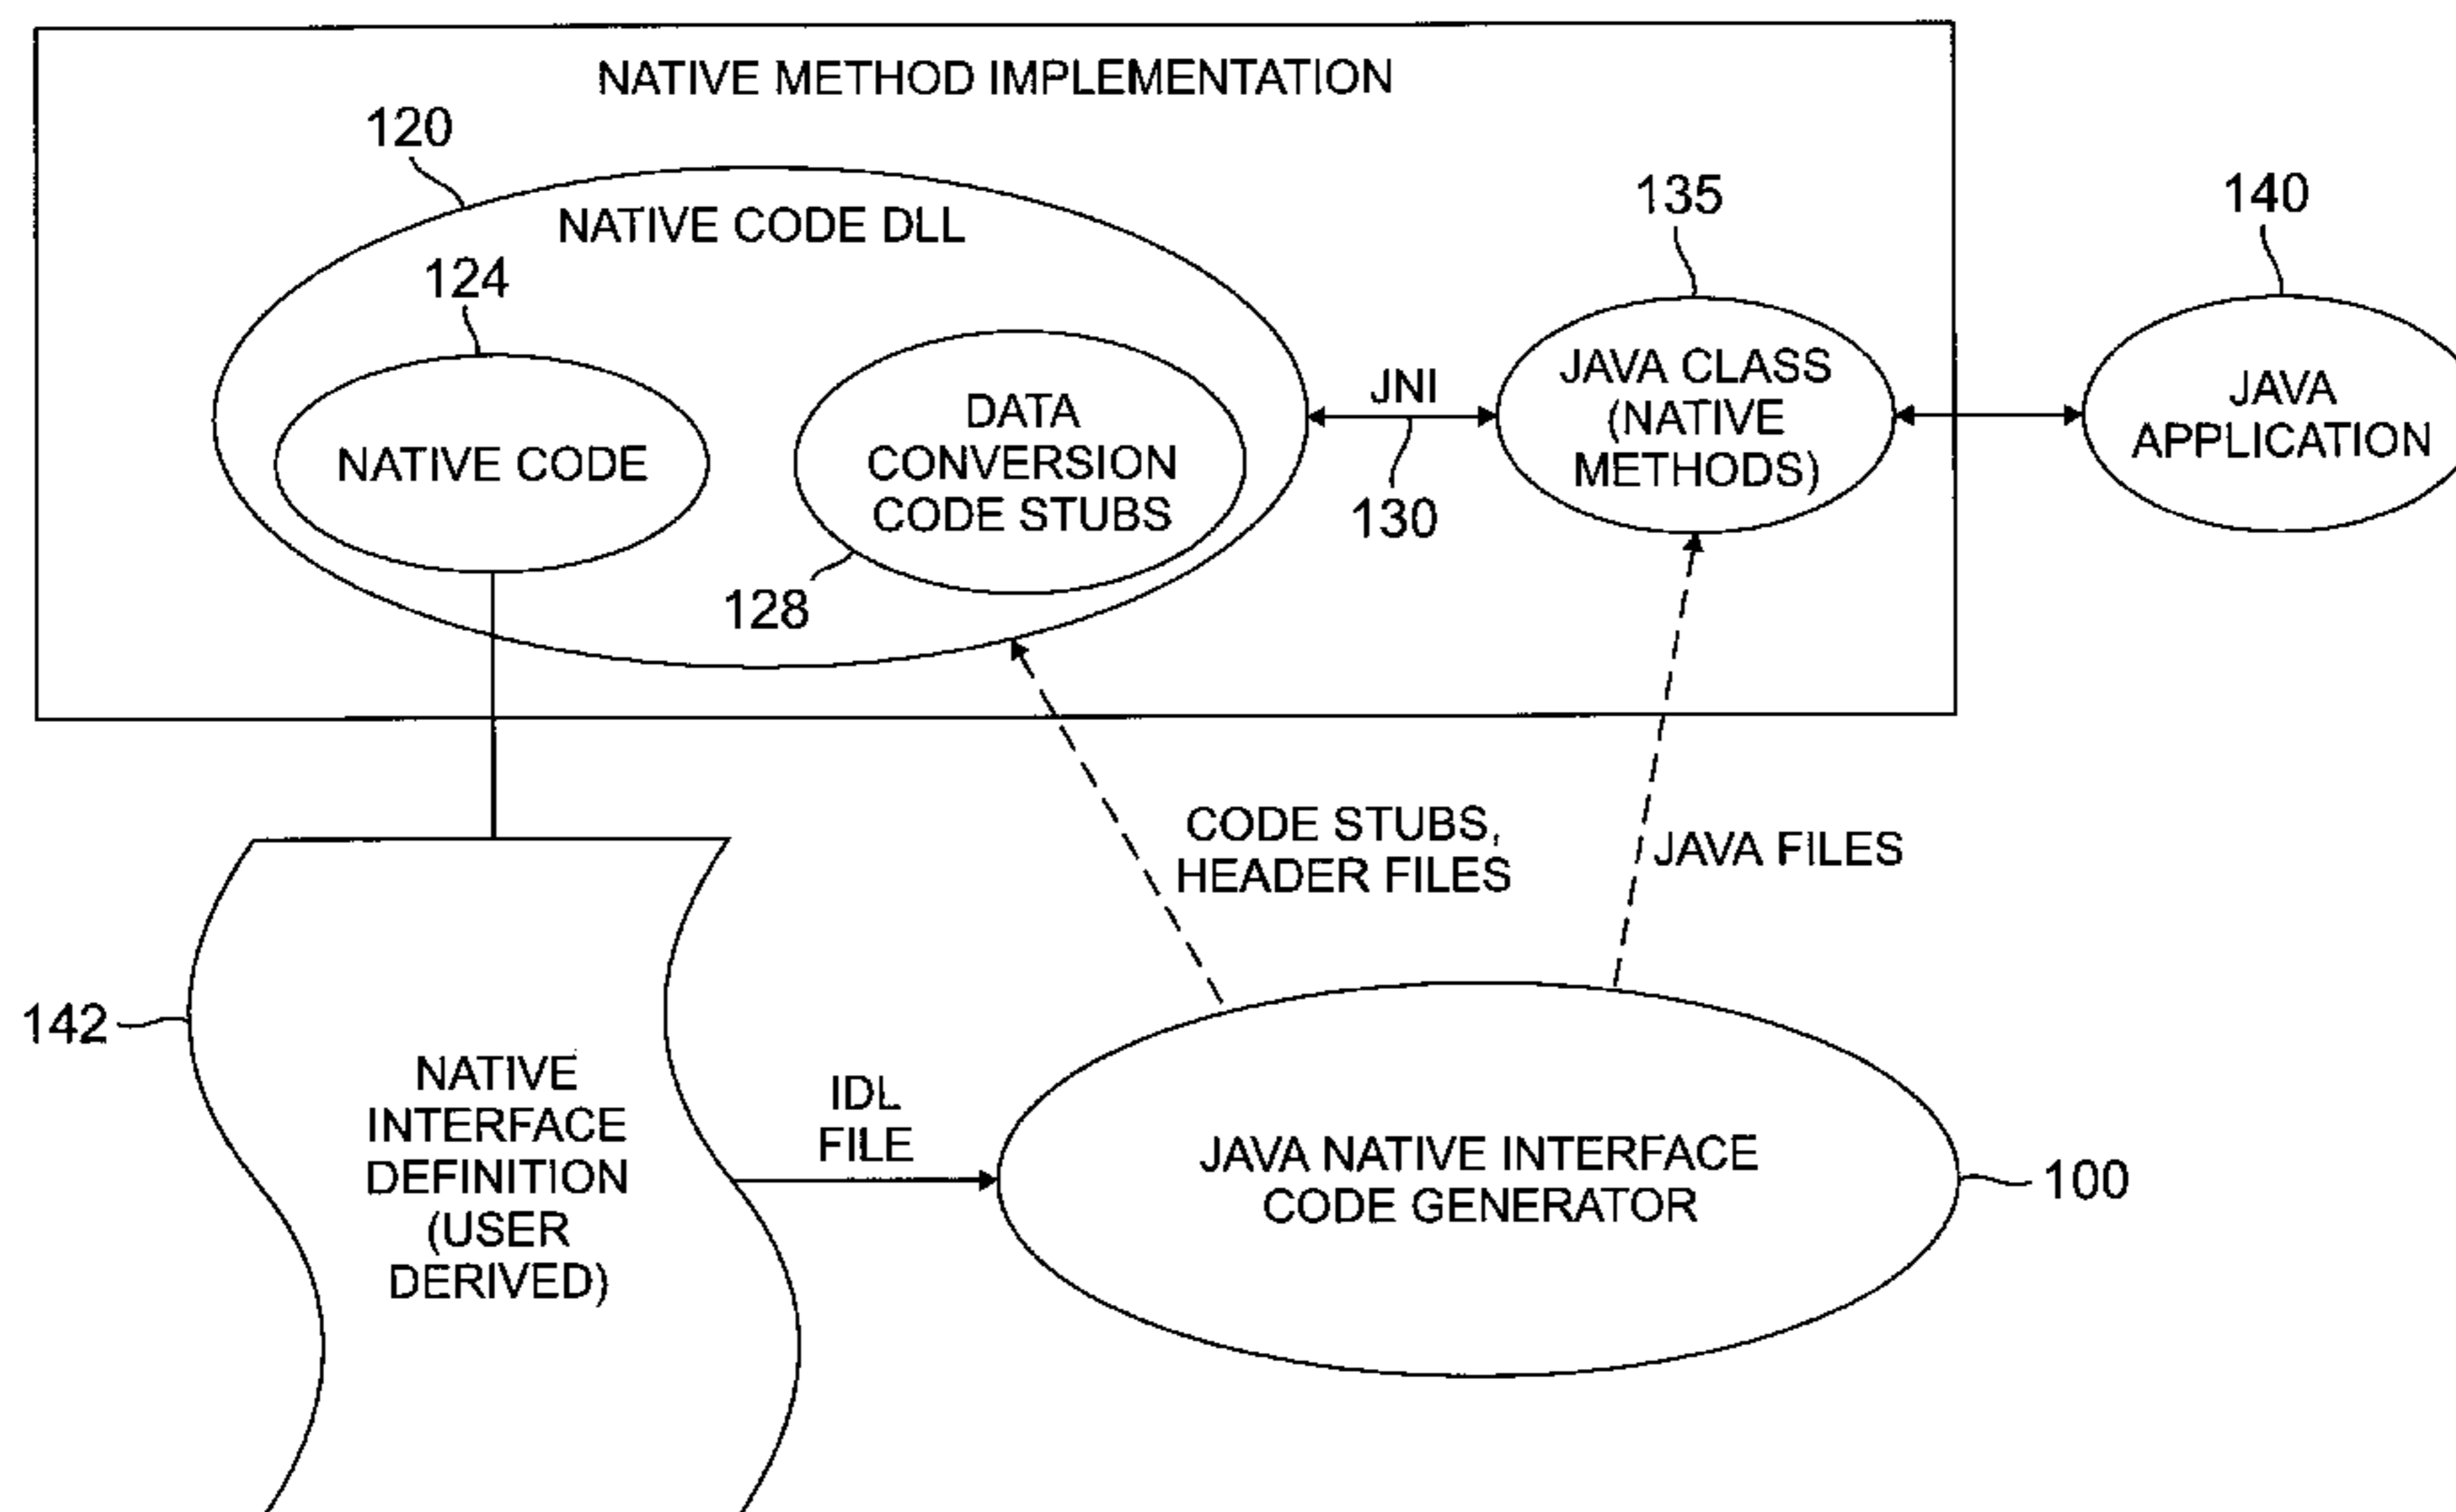 NATIVE METHOD IMPLEMENTATION
120
NATIVE CODE DLL
124
NATIVE CODE
DATA
CONVERSION
CODE STUBS
128
JNI
130
135
JAVA CLASS
(NATIVE
METHODS)
140
JAVA
APPLICATION
CODE STUBS,
HEADER FILES
JAVA FILES
142
NATIVE
INTERFACE
DEFINITION
(USER
DERIVED)
IDL
FILE
JAVA NATIVE INTERFACE
CODE GENERATOR
100